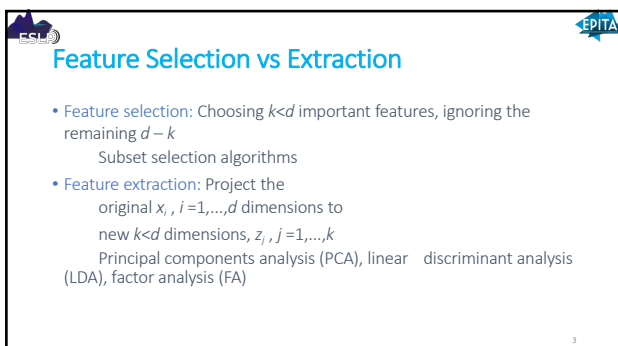 ESLR
EPITA
Feature Selection vs Extraction
• Feature selection: Choosing k<d important features, ignoring the
remaining d – k
Subset selection algorithms
• Feature extraction: Project the
original xᵢ , i =1,...,d dimensions to
new k<d dimensions, zⱼ , j =1,...,k
Principal components analysis (PCA), linear discriminant analysis
(LDA), factor analysis (FA)
3